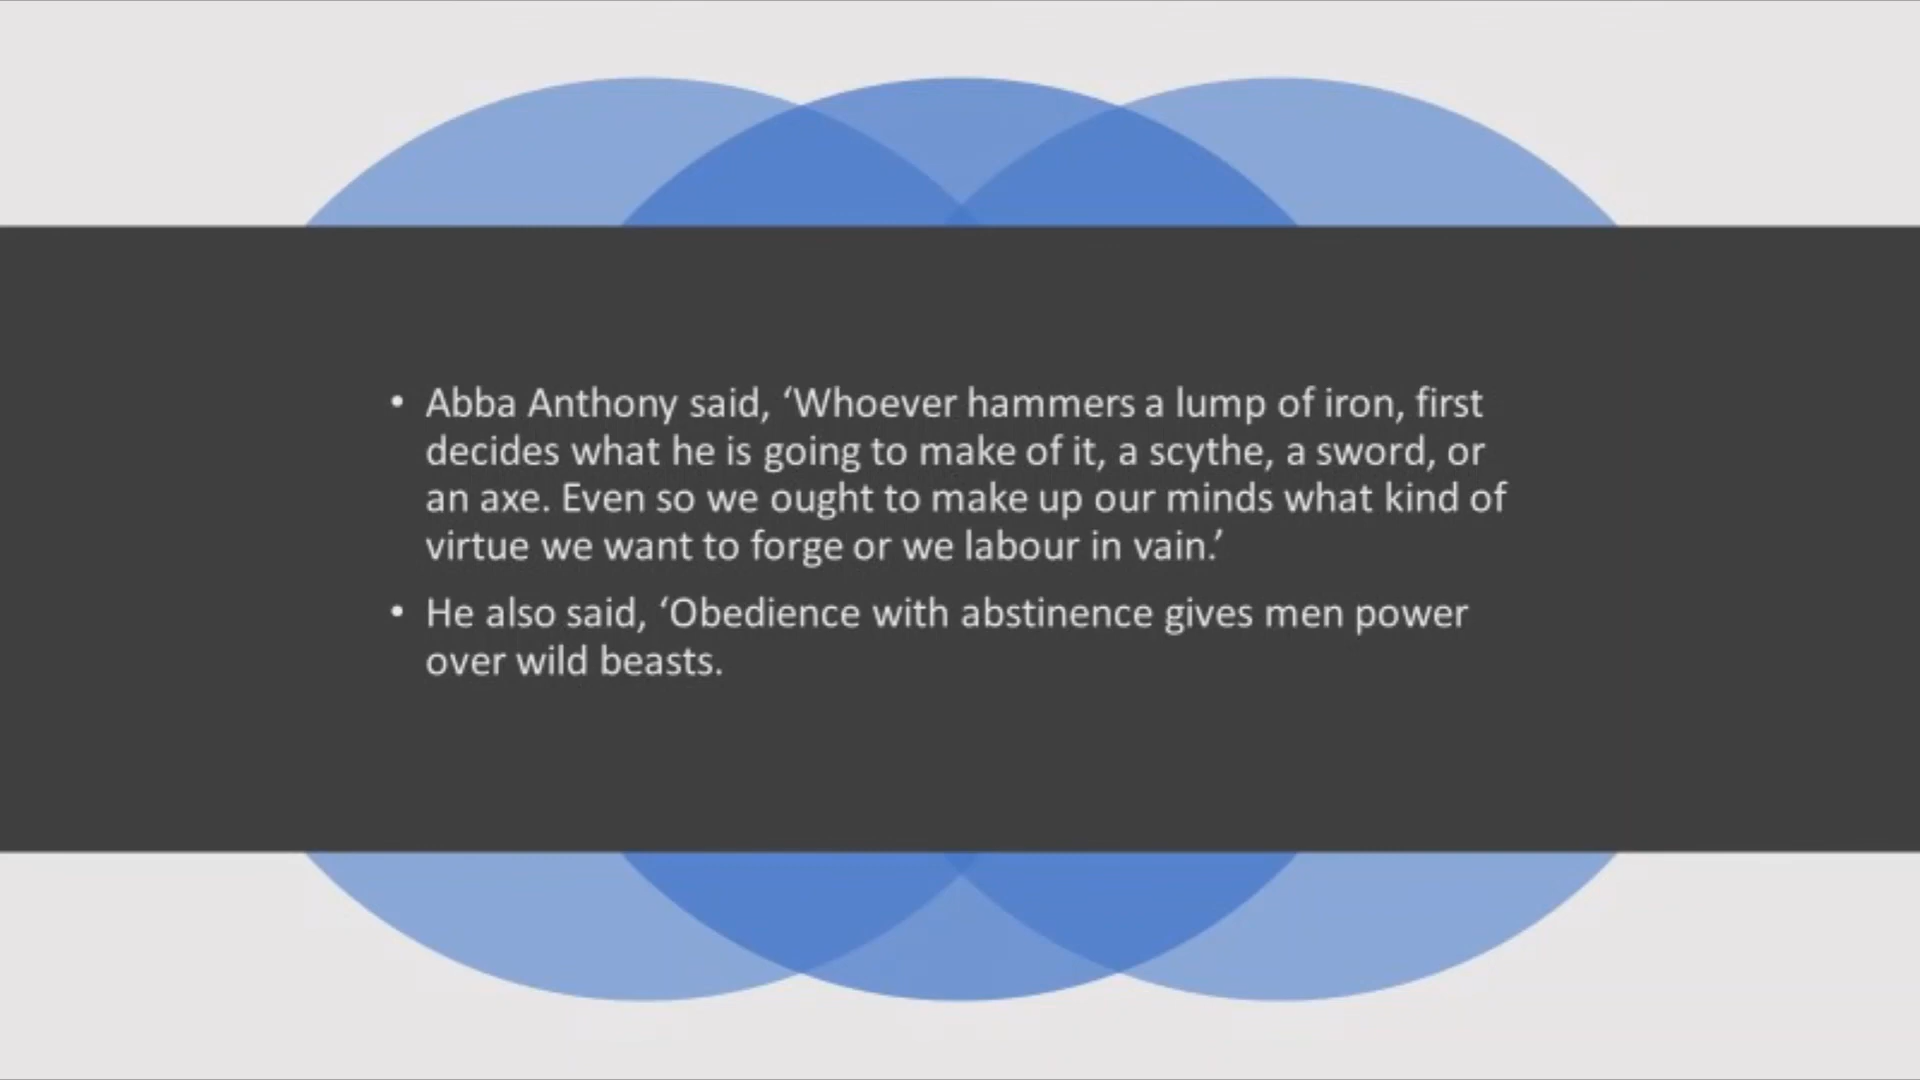 • Abba Anthony said, ‘Whoever hammers a lump of iron, first
decides what he is going to make of it, a scythe, a sword, or
an axe. Even so we ought to make up our minds what kind of
virtue we want to forge or we labour in vain.’
• He also said, ‘Obedience with abstinence gives men power
over wild beasts.